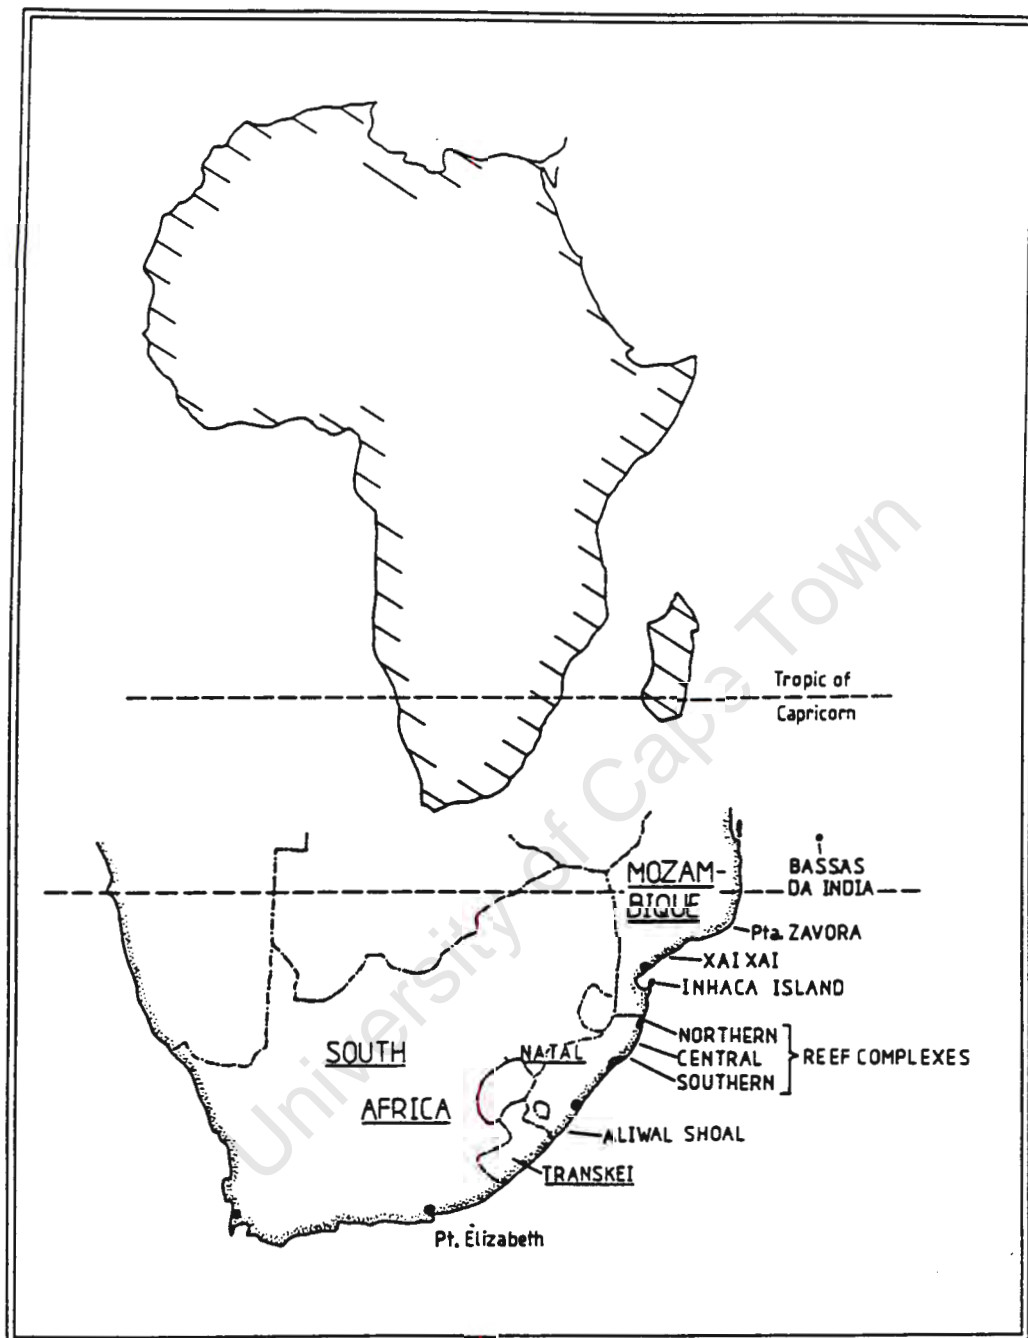 Tropic of
Capricorn
MOZAM-
BIQUE
BASSAS
DA INDIA
Pta. ZAVORA
XAI XAI
INHACA ISLAND
NORTHERN
CENTRAL
SOUTHERN
REEF COMPLEXES
SOUTH
AFRICA
NATAL
ALIWAL SHOAL
TRANSKEI
Pt. Elizabeth
University of Cape Town